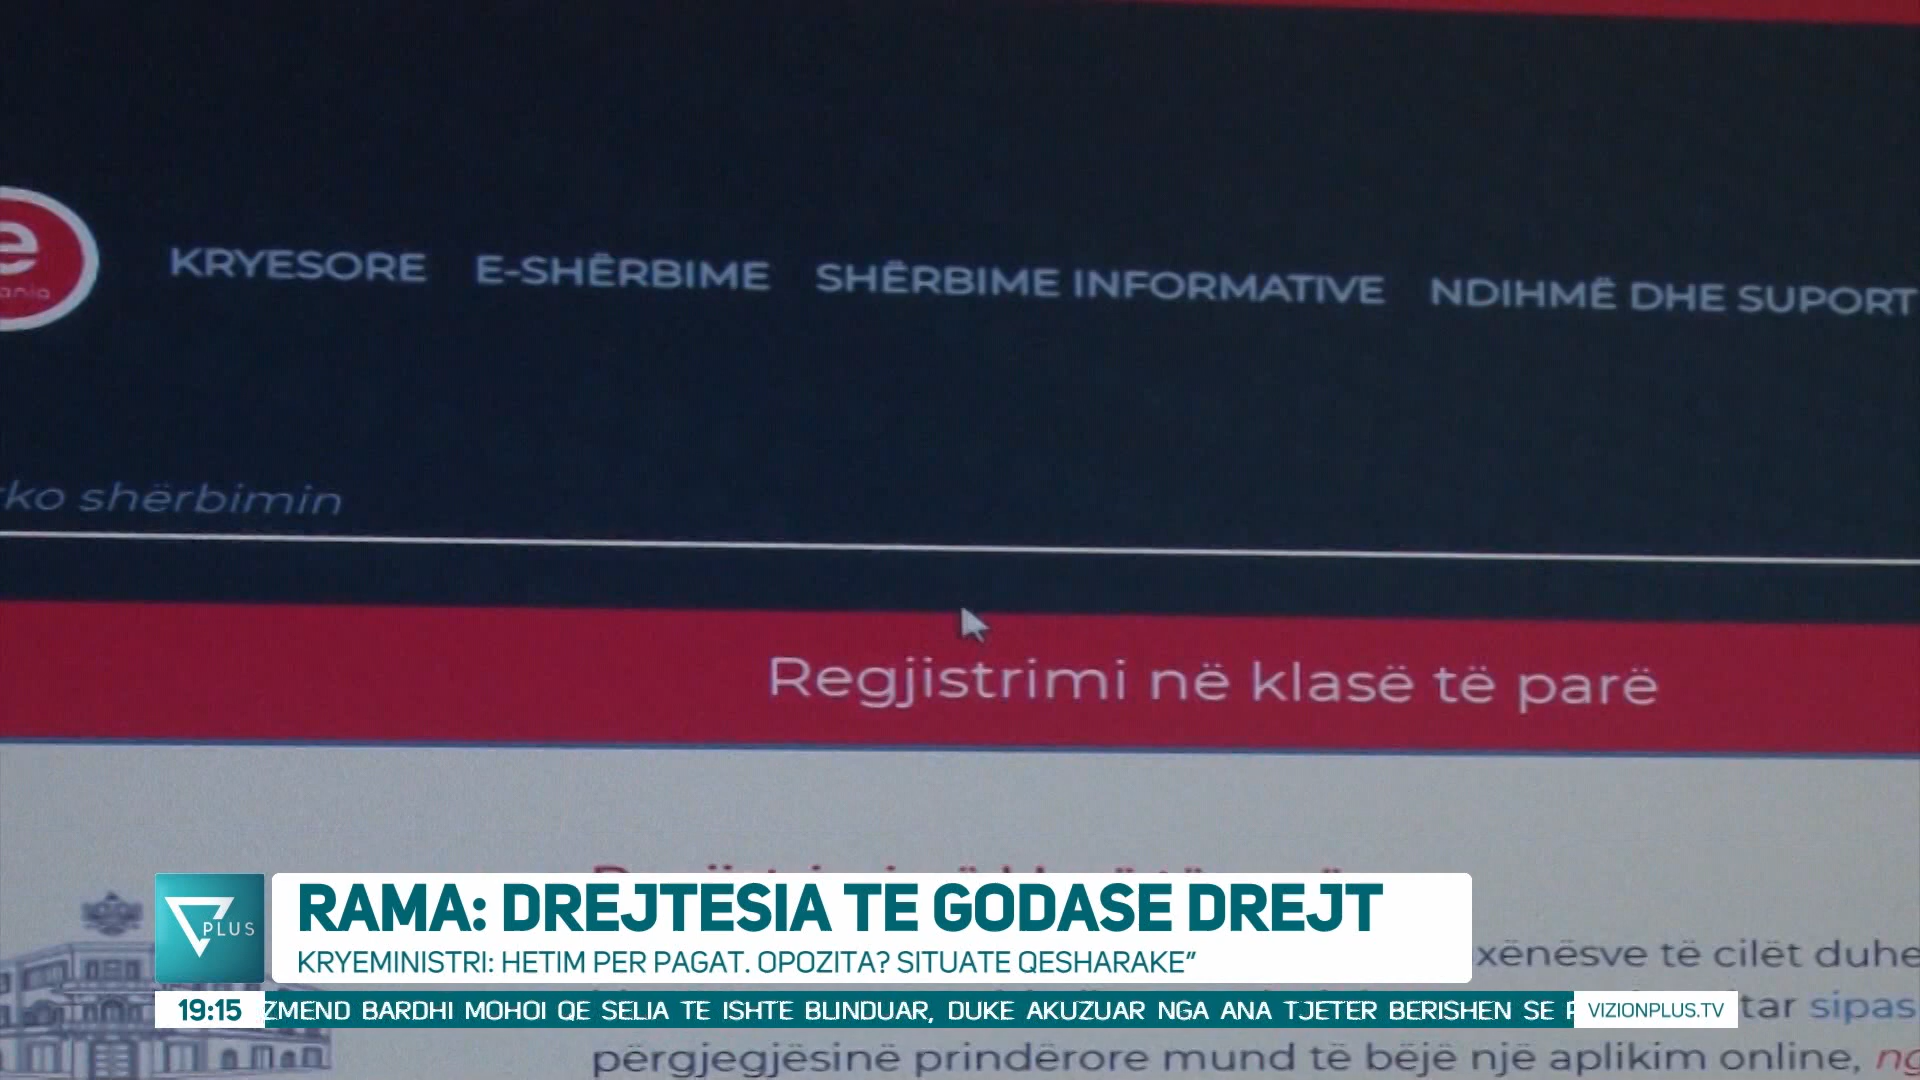 e
KRYESORE E-SHËRBIME SHËRBIME INFORMATIVE NDIHMË DHE SUPORT
shërbimin
Regjistrimi në klasë të parë
PLUS
RAMA: DREJTESIA TE GODASE DREJT
KRYEMINISTRI: HETIM PER PAGAT. OPOZITA? SITUATE QESHARAKE”
xënësve të cilët duhe
19:15 ZMEND BARDHI MOHOI QE SELIA TE ISHTE BLINDUAR, DUKE AKUZUAR NGA ANA TJETER BERISHEN SE VIZIONPLUS.TV
tar sipas
përgjegjësinë prindërore mund të bëjë një aplikim online, ng